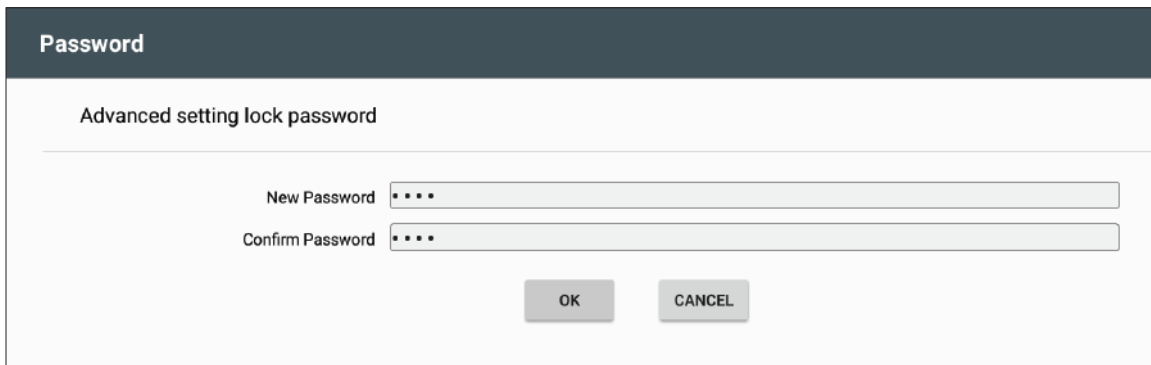 Password
Advanced setting lock password
New Password ••••
Confirm Password ••••
OK CANCEL